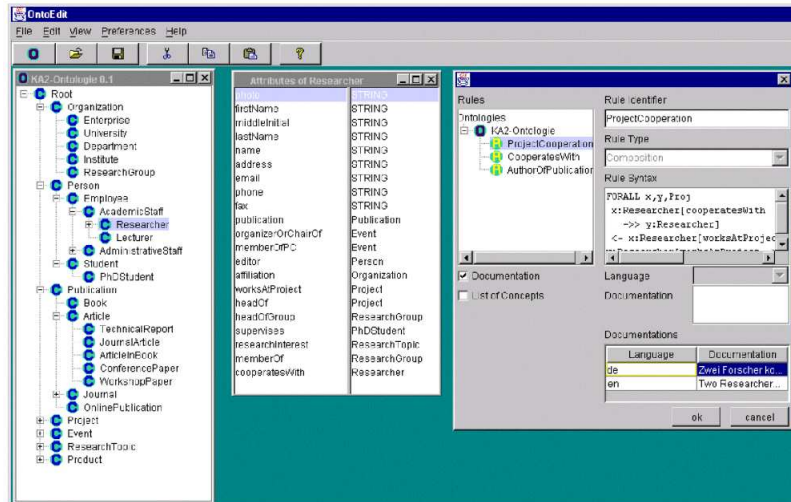 OntoEdit
File Edit View Preferences Help
KA2-Ontologie 0.1
Root
Organization
Enterprise
University
Department
Institute
ResearchGroup
Person
Employee
AcademicStaff
Researcher
Lecturer
AdministrativeStaff
Student
PhDStudent
Publication
Book
Article
TechnicalReport
JournalArticle
ArticleInBook
ConferencePaper
WorkshopPaper
Journal
OnlinePublication
Project
Event
ResearchTopic
Product
Attributes of Researcher
photo STRING
firstName STRING
middleInitial STRING
lastName STRING
name STRING
address STRING
email STRING
phone STRING
fax STRING
publication Publication
organizerOrChairOf Event
memberOfPC Event
editor Person
affiliation Organization
worksAtProject Project
headOf Project
headOfGroup ResearchGroup
supervises PhDStudent
researchInterest ResearchTopic
memberOf ResearchGroup
cooperatesWith Researcher
Rules
Ontologies
KA2-Ontologie
ProjectCooperation
CooperatesWith
AuthorOfPublication
Documentation
List of Concepts
Rule Identifier
ProjectCooperation
Rule Type
Composition
Rule Syntax
FORALL x,y,Proj
x:Researcher[cooperatesWith
->> y:Researcher]
<- x:Researcher[worksAtProjec
Language
Documentation
Documentations
Language Documentation
de Zwei Forscher ko...
en Two Researcher...
ok cancel